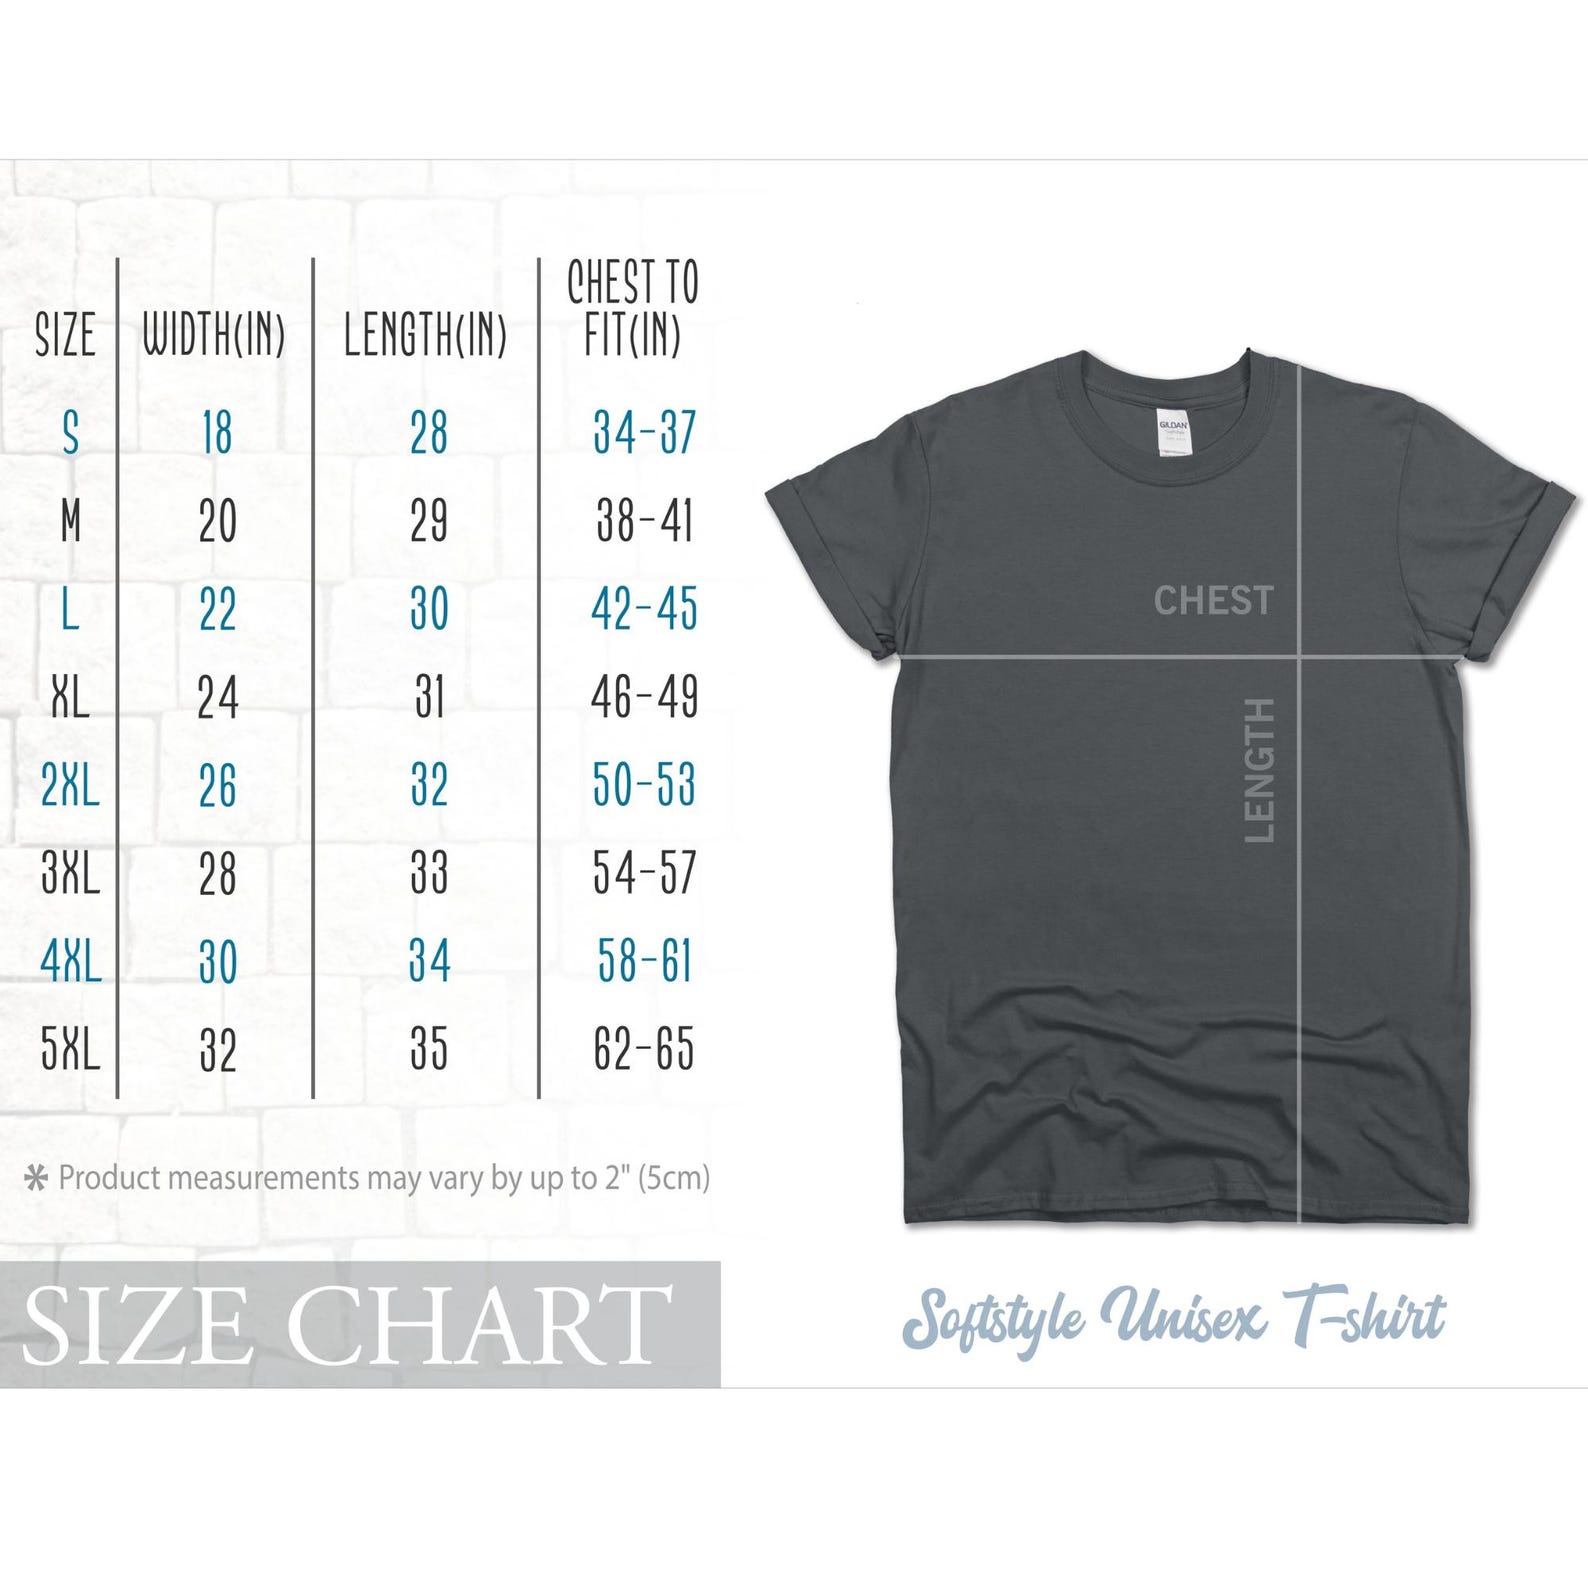 SIZE WIDTH(IN) LENGTH(IN) CHEST TO FIT(IN)
S 18 28 34-37
M 20 29 38-41
L 22 30 42-45
XL 24 31 46-49
2XL 26 32 50-53
3XL 28 33 54-57
4XL 30 34 58-61
5XL 32 35 62-65
* Product measurements may vary by up to 2" (5cm)
SIZE CHART
GILDAN
CHEST
LENGTH
Softstyle Unisex T-shirt